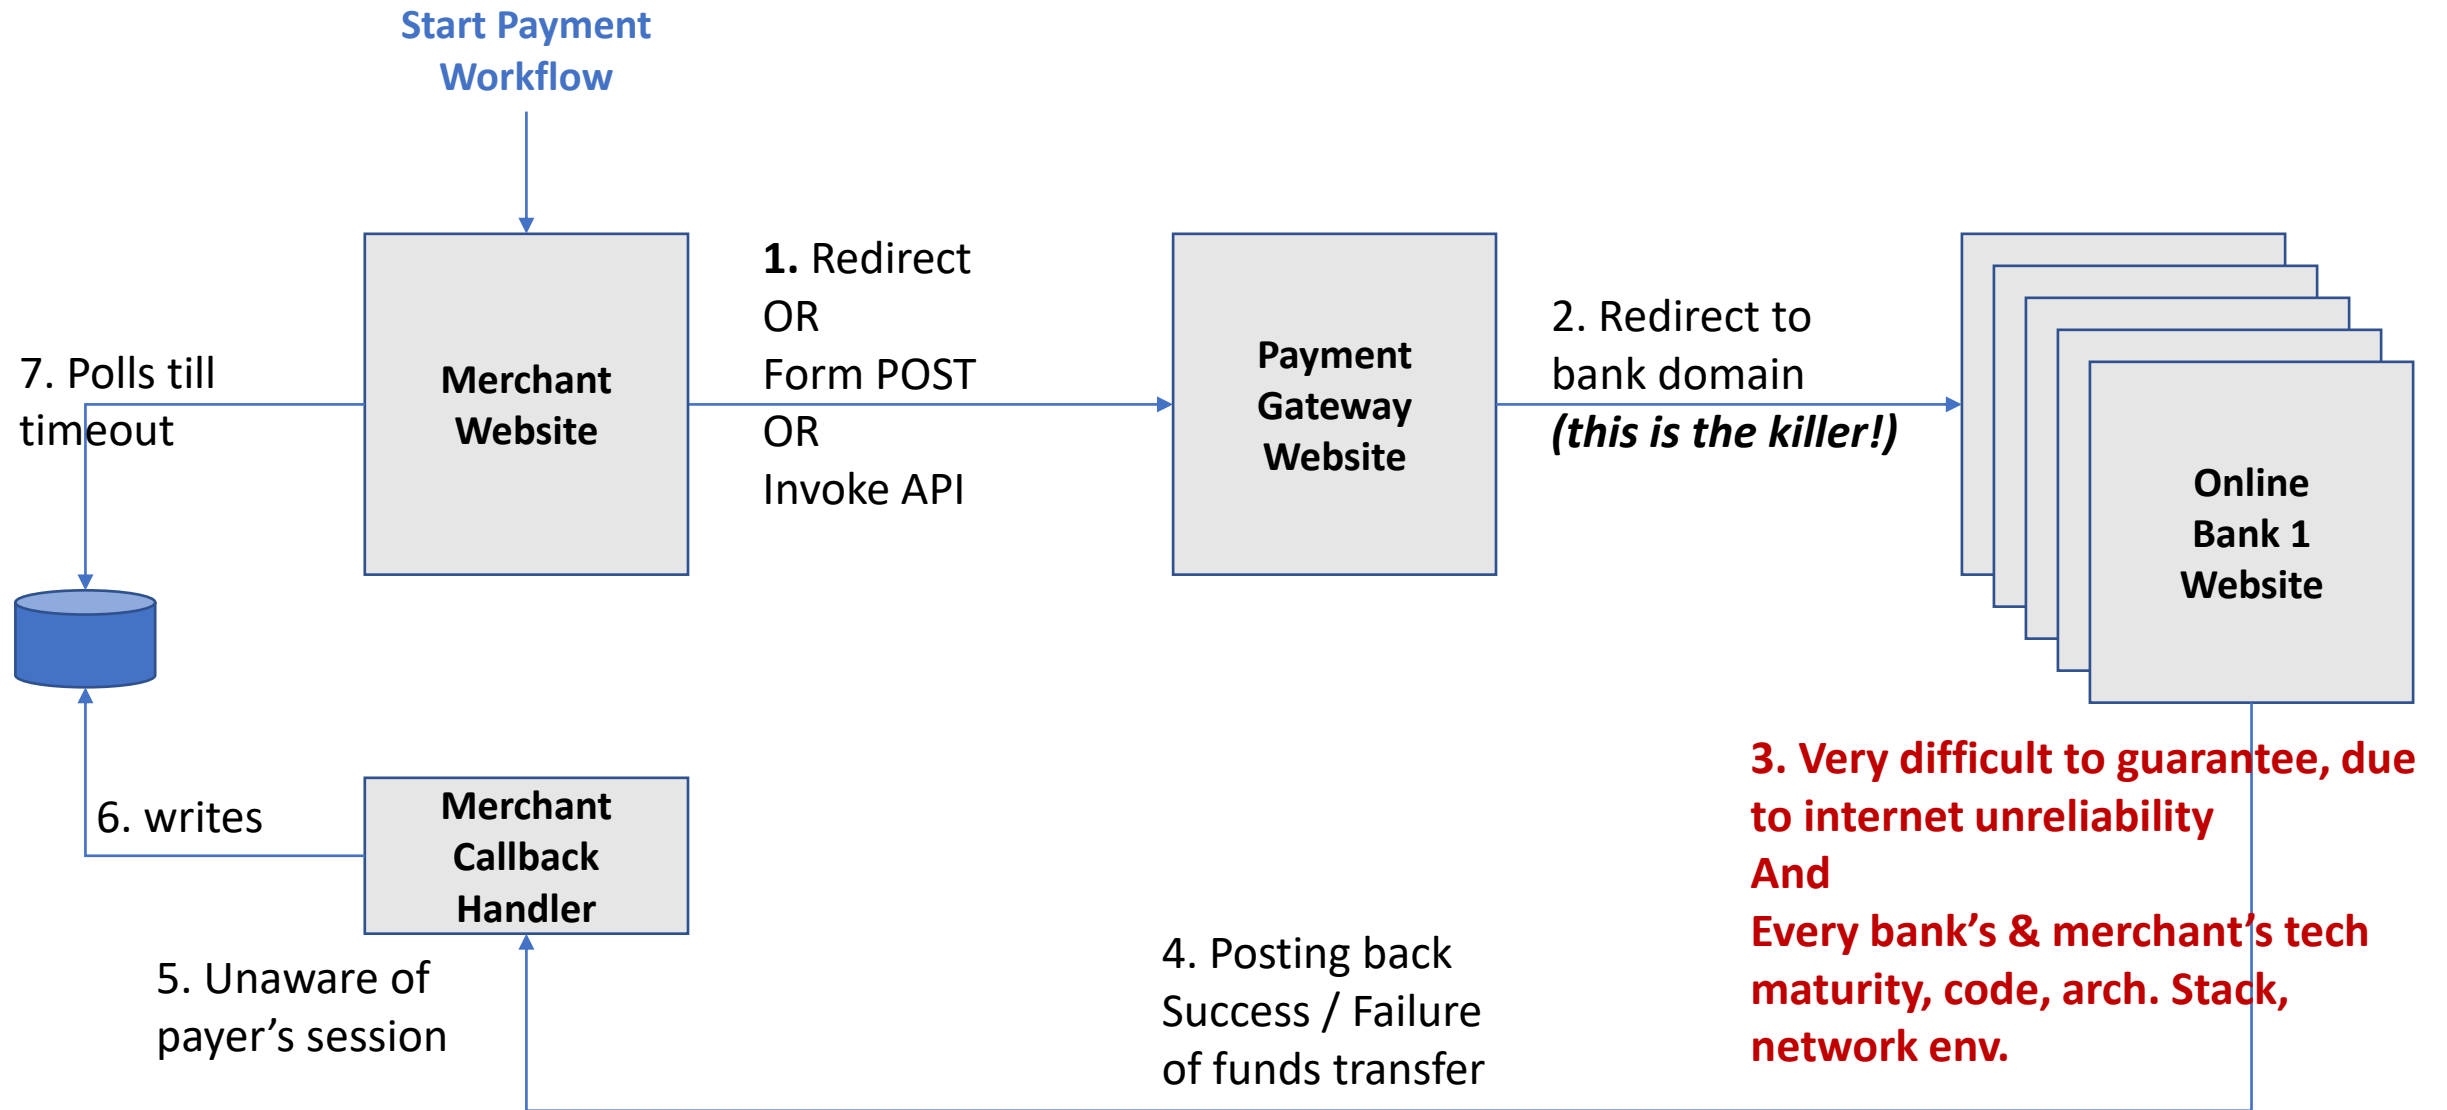 Start Payment
Workflow
Merchant
Website
1. Redirect
OR
Form POST
OR
Invoke API
Payment
Gateway
Website
2. Redirect to
bank domain
(this is the killer!)
Online
Bank 1
Website
3. Very difficult to guarantee, due
to internet unreliability
And
Every bank’s & merchant’s tech
maturity, code, arch. Stack,
network env.
4. Posting back
Success / Failure
of funds transfer
Merchant
Callback
Handler
5. Unaware of
payer’s session
6. writes
7. Polls till
timeout